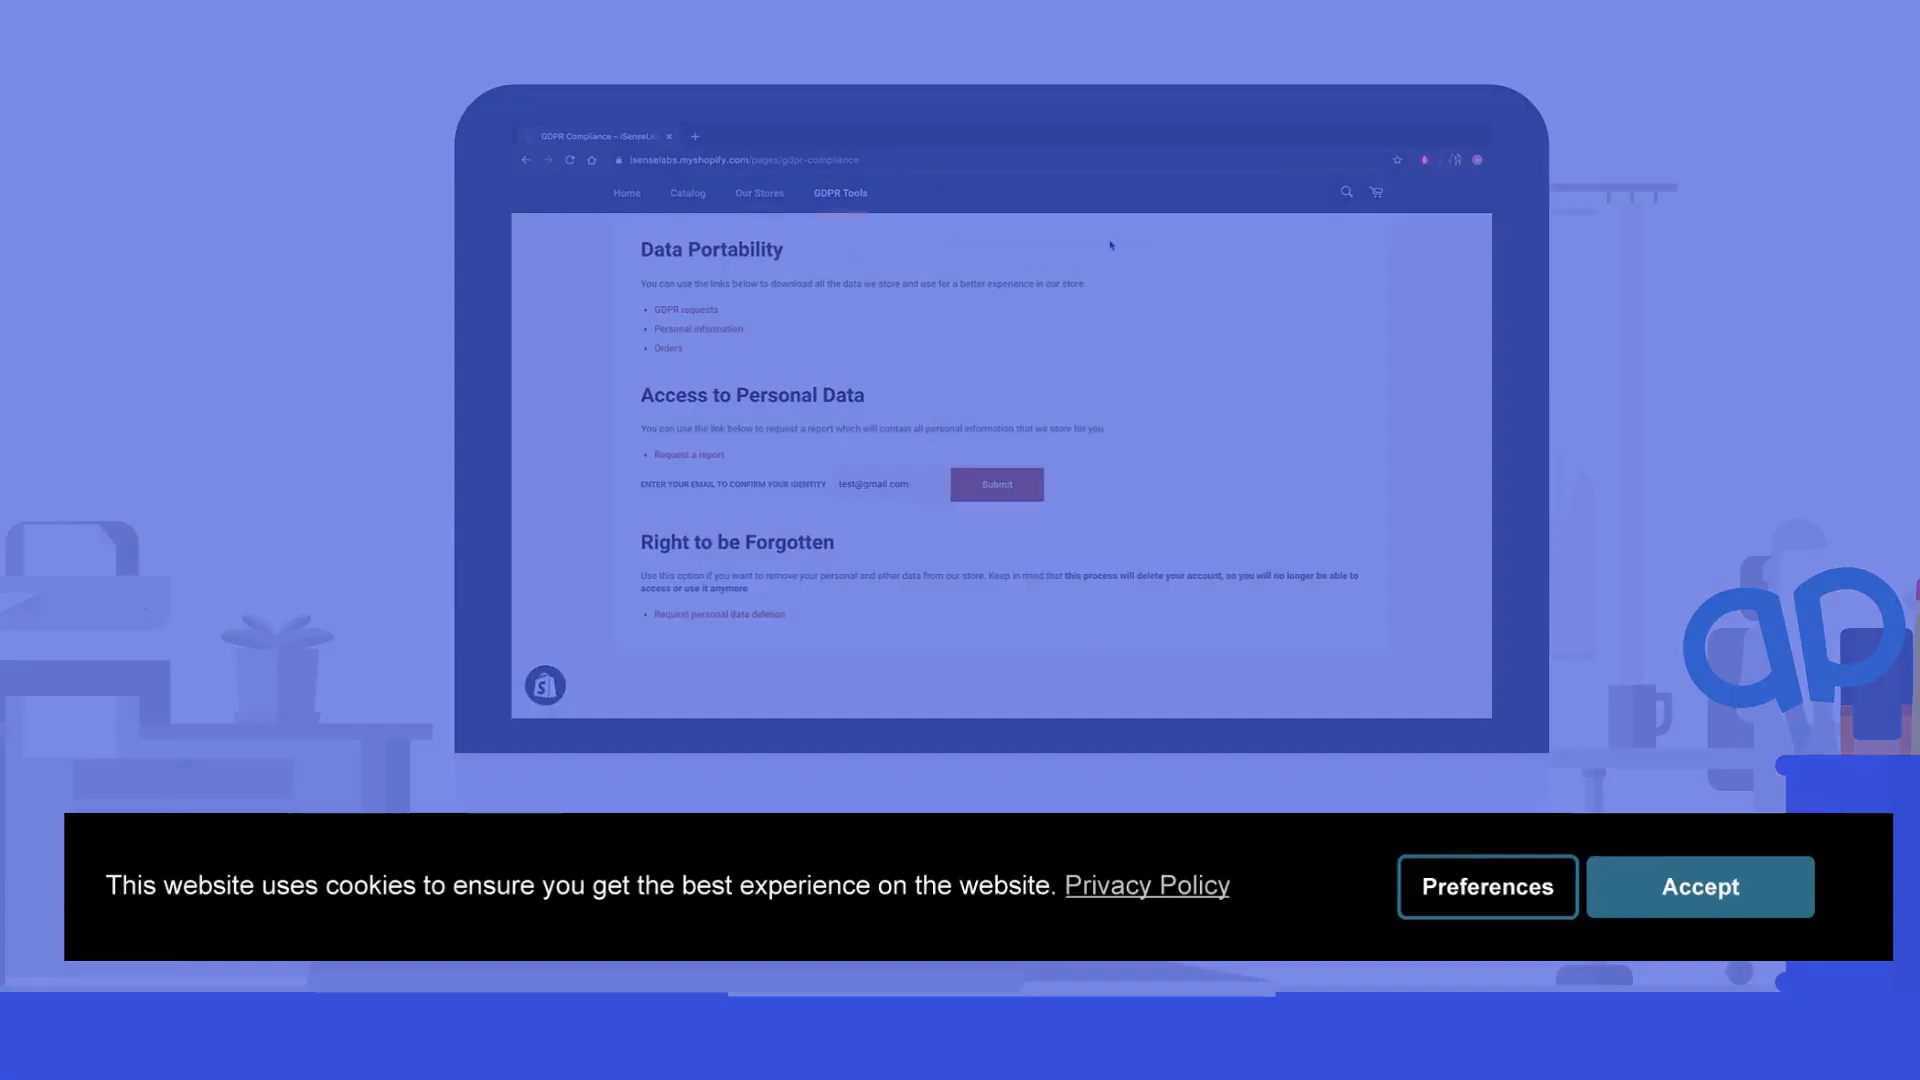 GDPR Compliance – iSenseLa
isenselabs.myshopify.com/pages/gdpr-compliance
Home Catalog Our Stores GDPR Tools
Data Portability
You can use the links below to download all the data we store and use for a better experience in our store.
• GDPR requests
• Personal information
• Orders
Access to Personal Data
You can use the link below to request a report which will contain all personal information that we store for you
• Request a report
ENTER YOUR EMAIL TO CONFIRM YOUR IDENTITY test@gmail.com Submit
Right to be Forgotten
Use this option if you want to remove your personal and other data from our store. Keep in mind that this process will delete your account, so you will no longer be able to
access or use it anymore
• Request personal data deletion
This website uses cookies to ensure you get the best experience on the website. Privacy Policy Preferences Accept